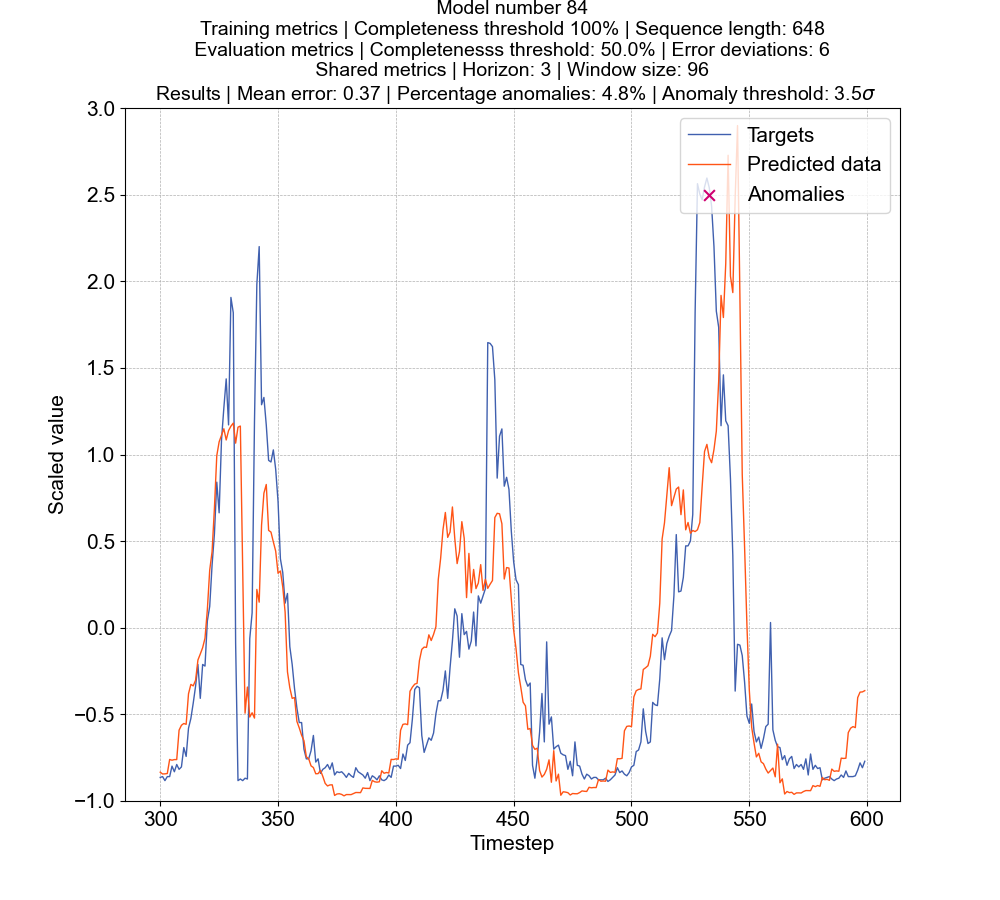 Model number 84
Training metrics | Completeness threshold 100% | Sequence length: 648
Evaluation metrics | Completenesss threshold: 50.0% | Error deviations: 6
Shared metrics | Horizon: 3 | Window size: 96
Results | Mean error: 0.37 | Percentage anomalies: 4.8% | Anomaly threshold: 3.5σ
Targets
Predicted data
Anomalies
3.0
2.5
2.0
1.5
1.0
0.5
0.0
−0.5
−1.0
Scaled value
300 350 400 450 500 550 600
Timestep